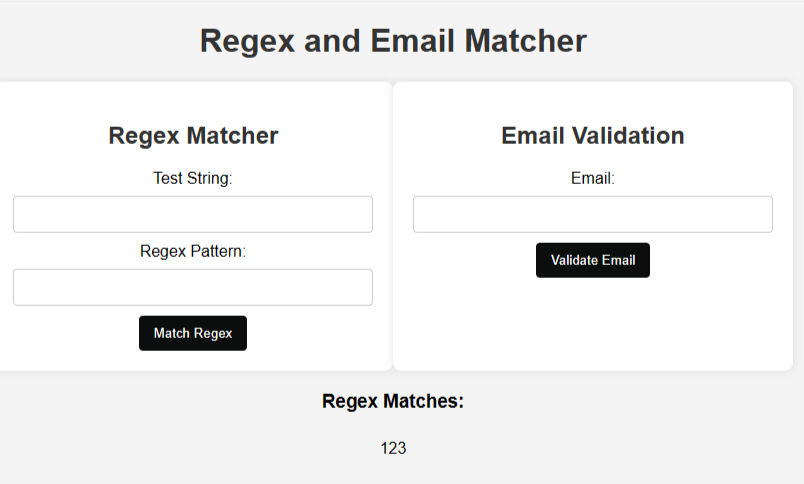 Regex and Email Matcher
Regex Matcher
Test String:
Regex Pattern:
Match Regex
Email Validation
Email:
Validate Email
Regex Matches:
123